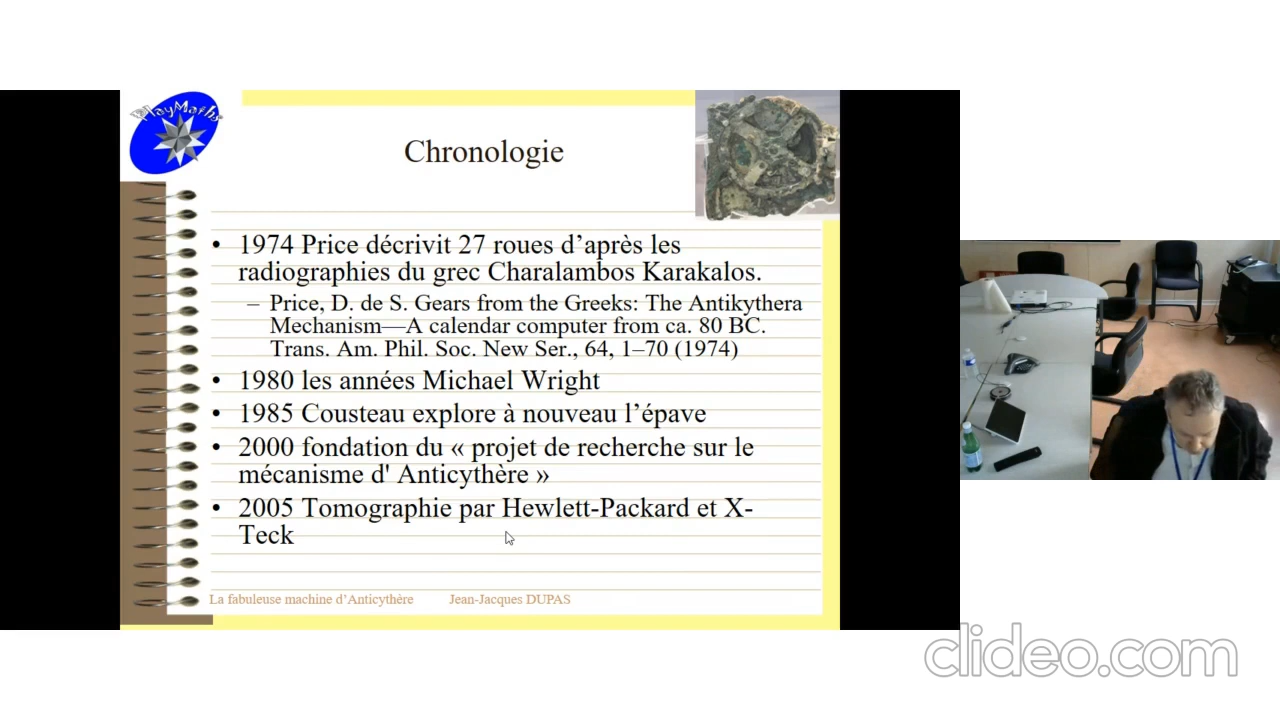 PlayMaths
Chronologie
• 1974 Price décrivit 27 roues d’après les
radiographies du grec Charalambos Karakalos.
– Price, D. de S. Gears from the Greeks: The Antikythera
Mechanism—A calendar computer from ca. 80 BC.
Trans. Am. Phil. Soc. New Ser., 64, 1–70 (1974)
• 1980 les années Michael Wright
• 1985 Cousteau explore à nouveau l’épave
• 2000 fondation du « projet de recherche sur le
mécanisme d' Anticythère »
• 2005 Tomographie par Hewlett-Packard et X-
Teck
La fabuleuse machine d’Anticythère Jean-Jacques DUPAS
clideo.com